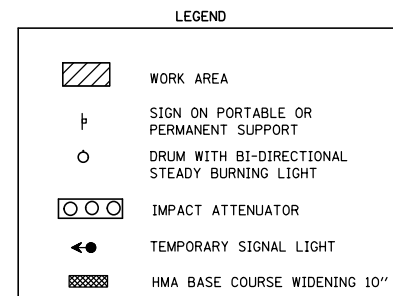 LEGEND
WORK AREA
SIGN ON PORTABLE OR
PERMANENT SUPPORT
DRUM WITH BI-DIRECTIONAL
STEADY BURNING LIGHT
IMPACT ATTENUATOR
TEMPORARY SIGNAL LIGHT
HMA BASE COURSE WIDENING 10"